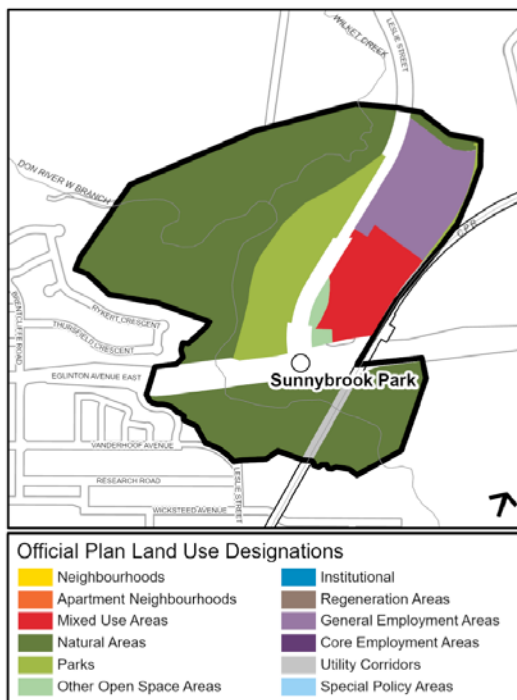 WILKET CREEK
LESLIE STREET
DON RIVER W BRANCH
C.P.R
RYKERT CRESCENT
THURSFIELD CRESCENT
BRENTCLIFFE ROAD
EGLINTON AVENUE EAST
Sunnybrook Park
VANDERHOOF AVENUE
RESEARCH ROAD
LESLIE STREET
WICKSTEED AVENUE
Official Plan Land Use Designations
Neighbourhoods
Apartment Neighbourhoods
Mixed Use Areas
Natural Areas
Parks
Other Open Space Areas
Institutional
Regeneration Areas
General Employment Areas
Core Employment Areas
Utility Corridors
Special Policy Areas